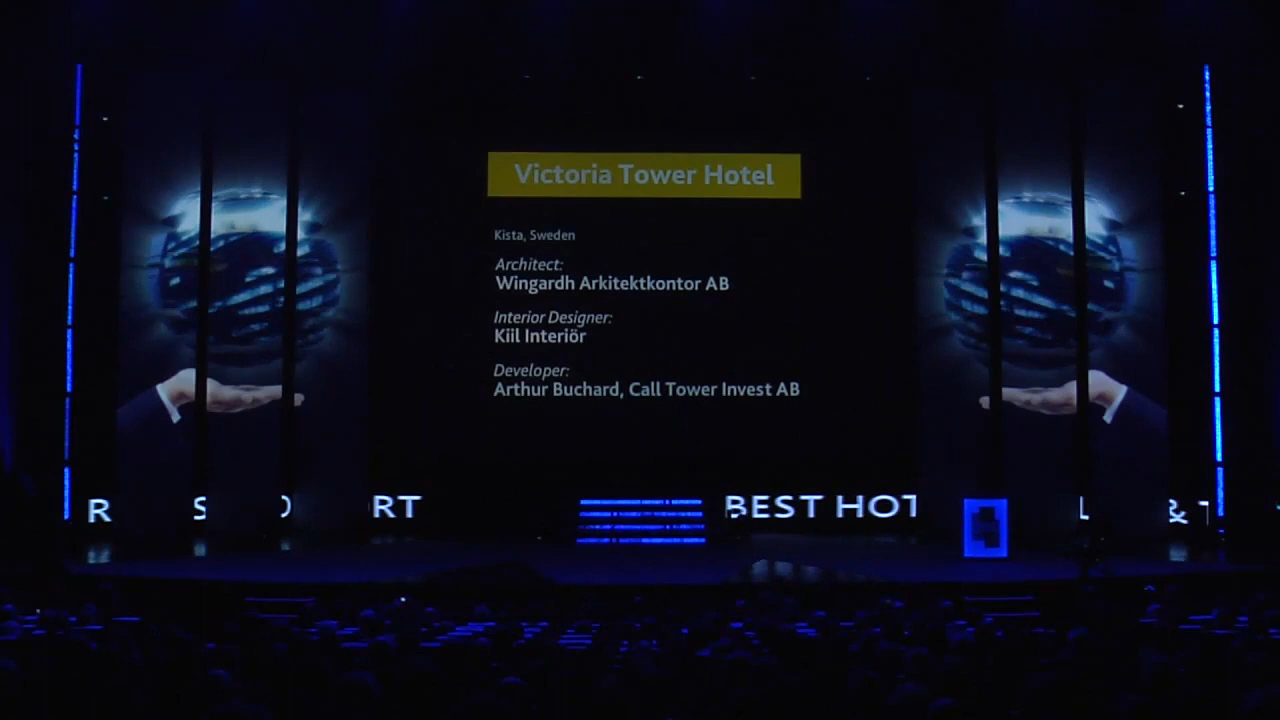 Victoria Tower Hotel
Kista, Sweden
Architect:
Wingardh Arkitektkontor AB
Interior Designer:
Kiil Interiör
Developer:
Arthur Buchard, Call Tower Invest AB
R S O RT BEST HOT L & T